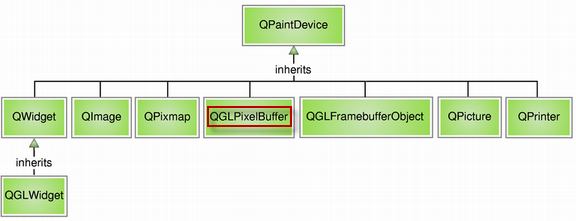 QPaintDevice
inherits
QWidget QImage QPixmap QGLPixelBuffer QGLFramebufferObject QPicture QPrinter
inherits
QGLWidget